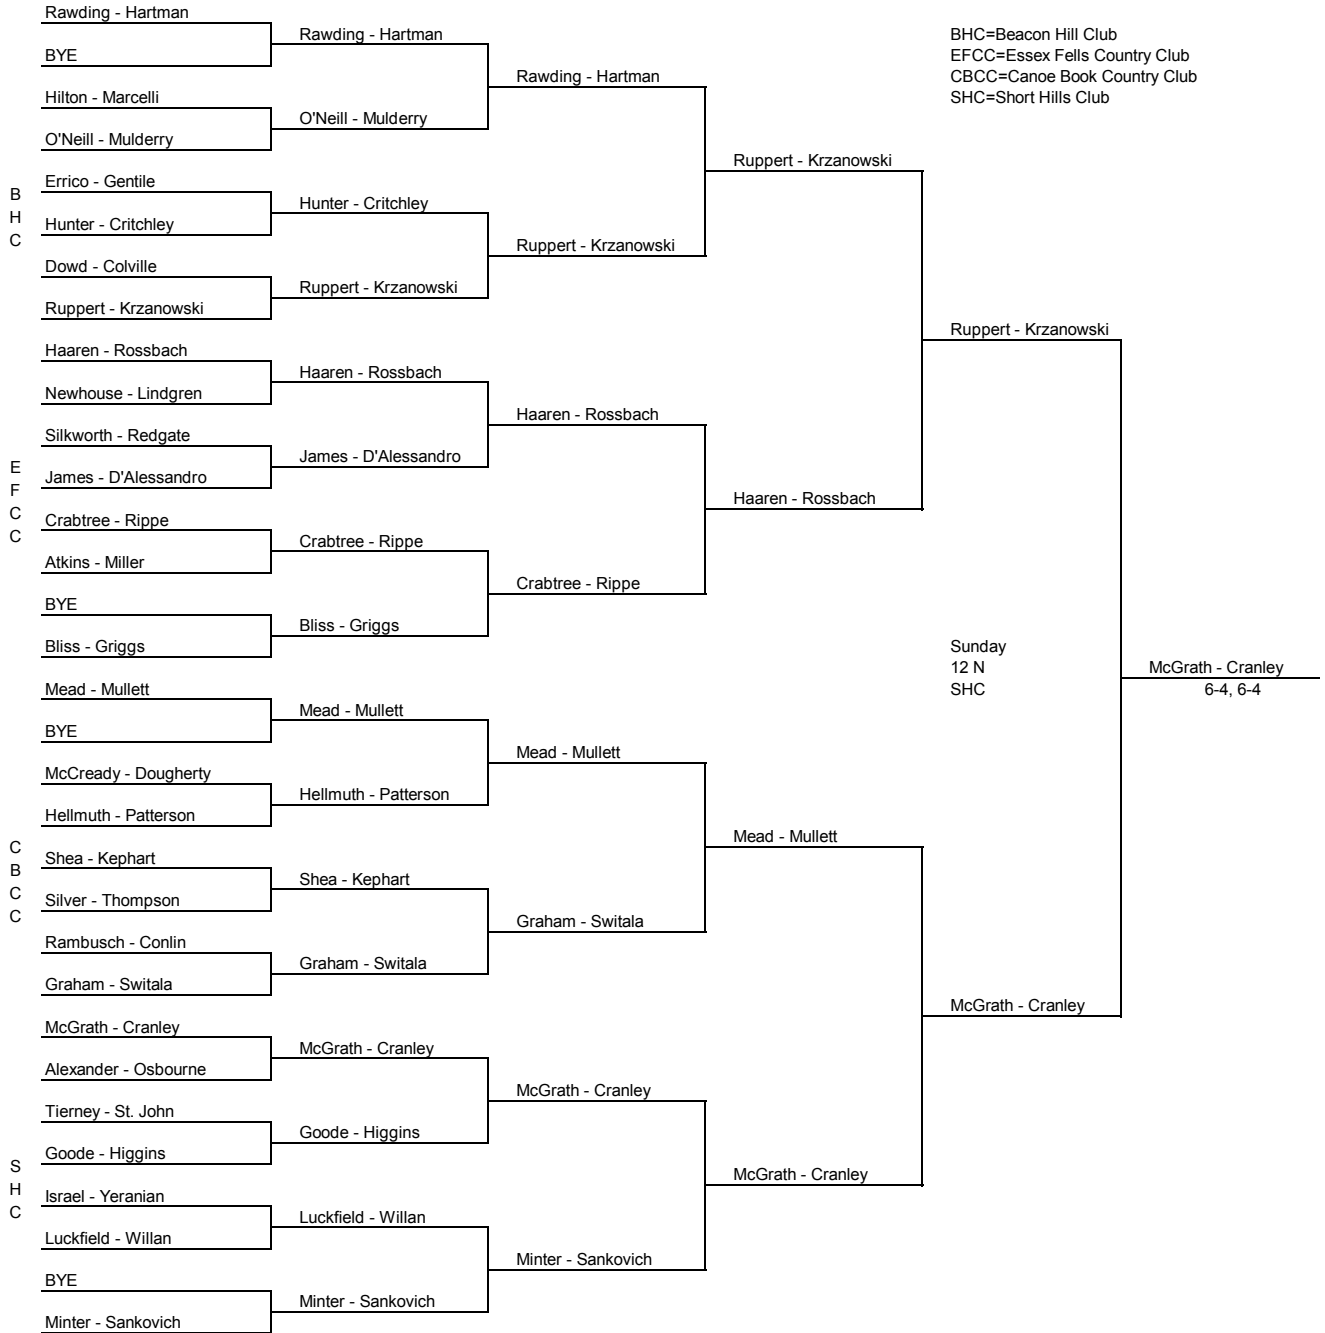 Rawding - Hartman
BYE
Hilton - Marcelli
O'Neill - Mulderry
Errico - Gentile
Hunter - Critchley
Dowd - Colville
Ruppert - Krzanowski
Haaren - Rossbach
Newhouse - Lindgren
Silkworth - Redgate
James - D'Alessandro
Crabtree - Rippe
Atkins - Miller
BYE
Bliss - Griggs
Mead - Mullett
BYE
McCready - Dougherty
Hellmuth - Patterson
Shea - Kephart
Silver - Thompson
Rambusch - Conlin
Graham - Switala
McGrath - Cranley
Alexander - Osbourne
Tierney - St. John
Goode - Higgins
Israel - Yeranian
Luckfield - Willan
BYE
Minter - Sankovich
B
H
C
E
F
C
C
C
B
C
C
S
H
C
Rawding - Hartman
O'Neill - Mulderry
Hunter - Critchley
Ruppert - Krzanowski
Haaren - Rossbach
James - D'Alessandro
Crabtree - Rippe
Bliss - Griggs
Mead - Mullett
Hellmuth - Patterson
Shea - Kephart
Graham - Switala
McGrath - Cranley
Goode - Higgins
Luckfield - Willan
Minter - Sankovich
Rawding - Hartman
Ruppert - Krzanowski
Haaren - Rossbach
Crabtree - Rippe
Mead - Mullett
Graham - Switala
McGrath - Cranley
Minter - Sankovich
Ruppert - Krzanowski
Haaren - Rossbach
Mead - Mullett
McGrath - Cranley
BHC=Beacon Hill Club
EFCC=Essex Fells Country Club
CBCC=Canoe Book Country Club
SHC=Short Hills Club
Ruppert - Krzanowski
Sunday
12 N
SHC
McGrath - Cranley
McGrath - Cranley
6-4, 6-4